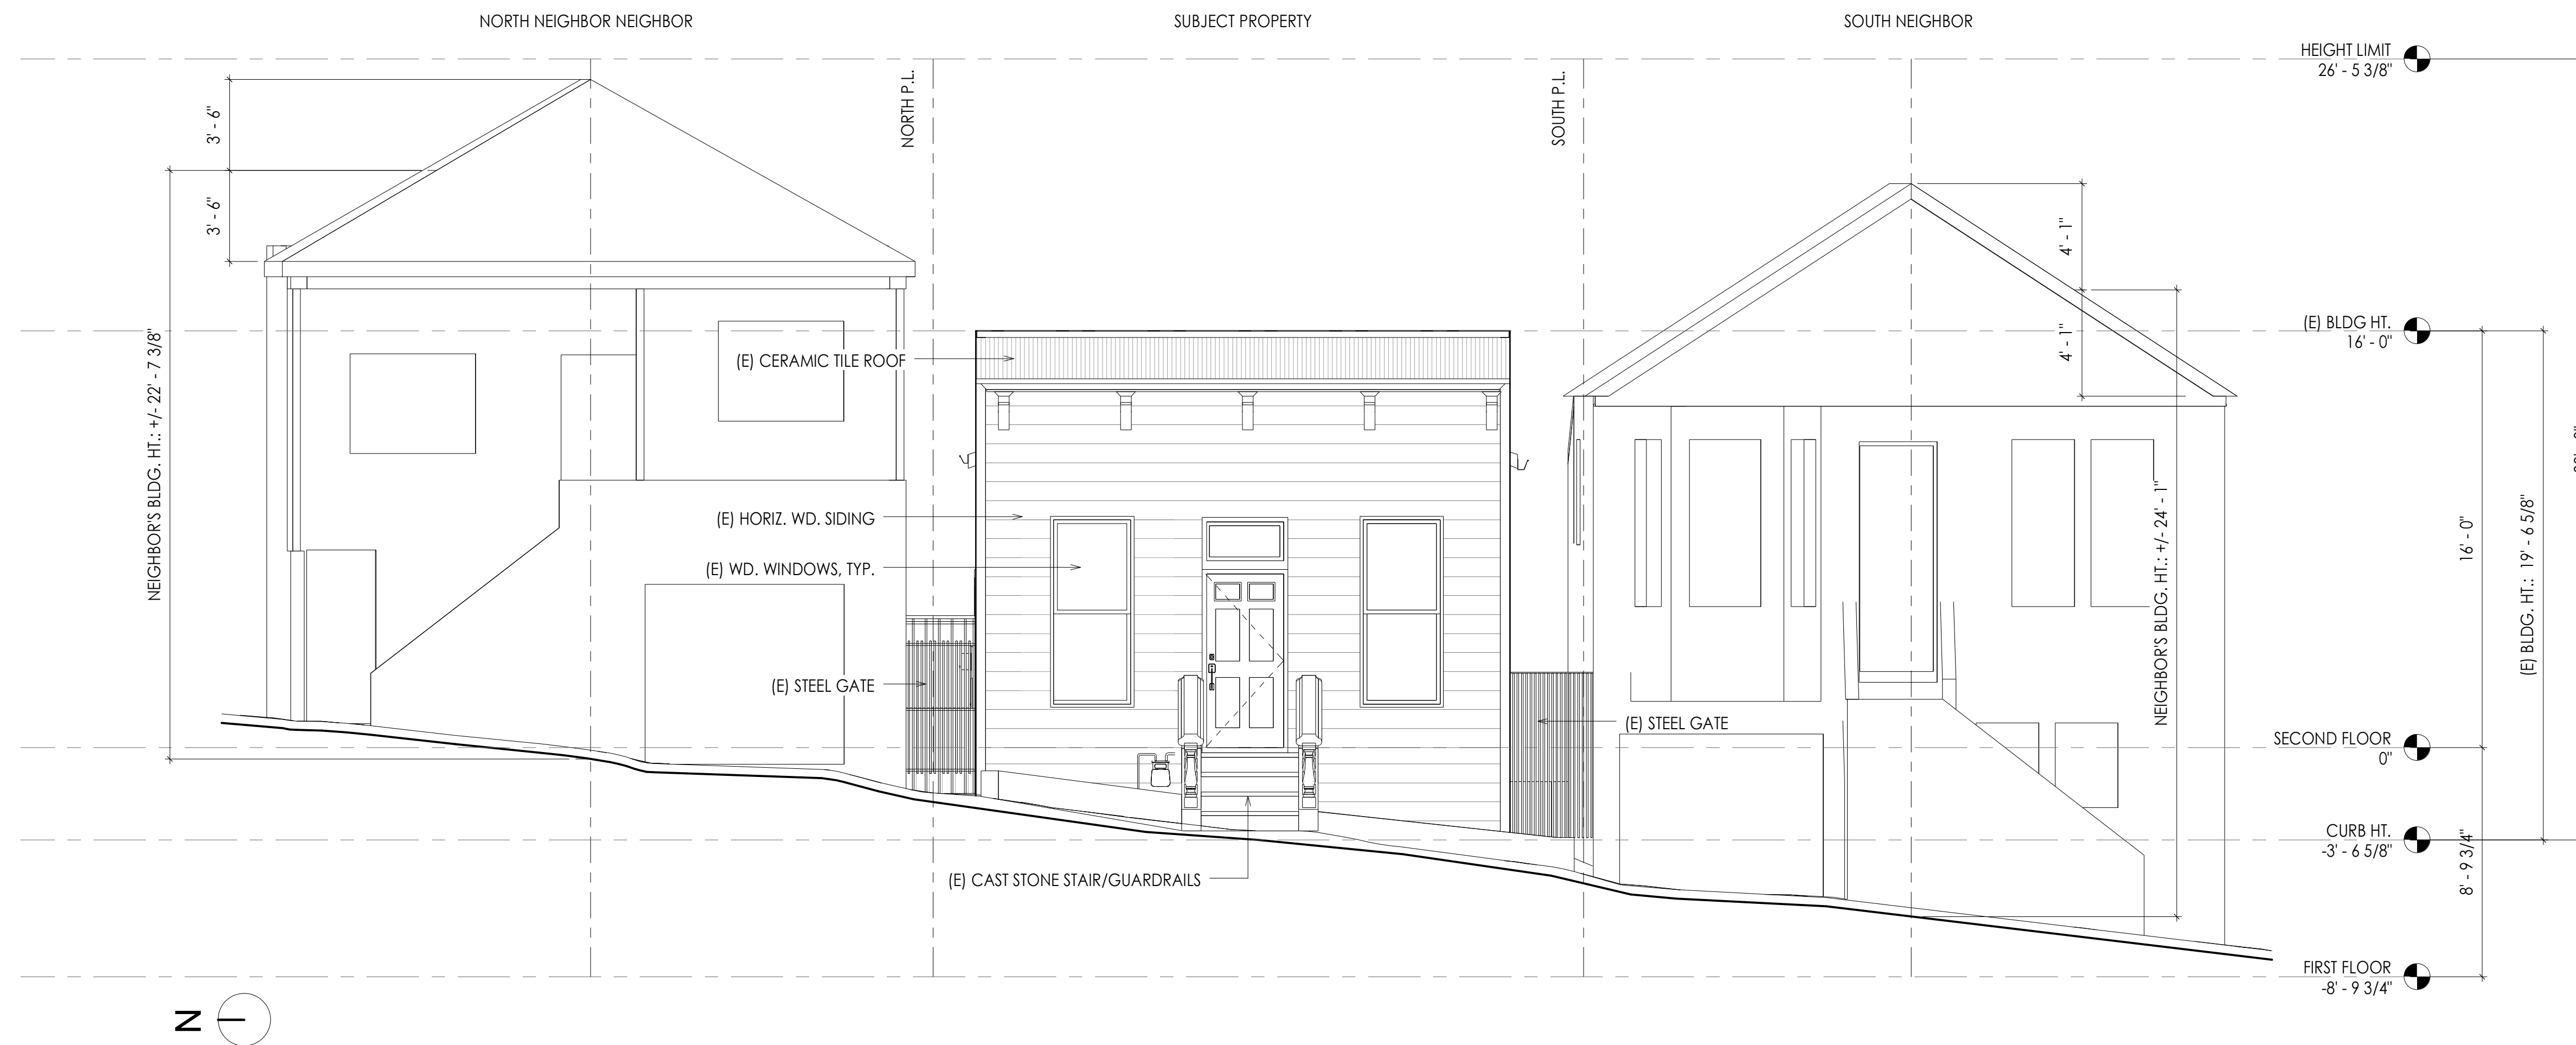 NORTH NEIGHBOR NEIGHBOR
SUBJECT PROPERTY
SOUTH NEIGHBOR
HEIGHT LIMIT
26' - 5 3/8"
NORTH P.L.
SOUTH P.L.
3' - 6"
3' - 6"
4' - 1"
4' - 1"
(E) BLDG HT.
16' - 0"
(E) CERAMIC TILE ROOF
NEIGHBOR'S BLDG. HT.: +/- 22' - 7 3/8"
(E) HORIZ. WD. SIDING
(E) WD. WINDOWS, TYP.
(E) STEEL GATE
(E) STEEL GATE
NEIGHBOR'S BLDG. HT.: +/- 24' - 1"
16' - 0"
(E) BLDG. HT.: 19' - 6 5/8"
SECOND FLOOR
0"
CURB HT.
-3' - 6 5/8"
8' - 9 3/4"
(E) CAST STONE STAIR/GUARDRAILS
FIRST FLOOR
-8' - 9 3/4"
N